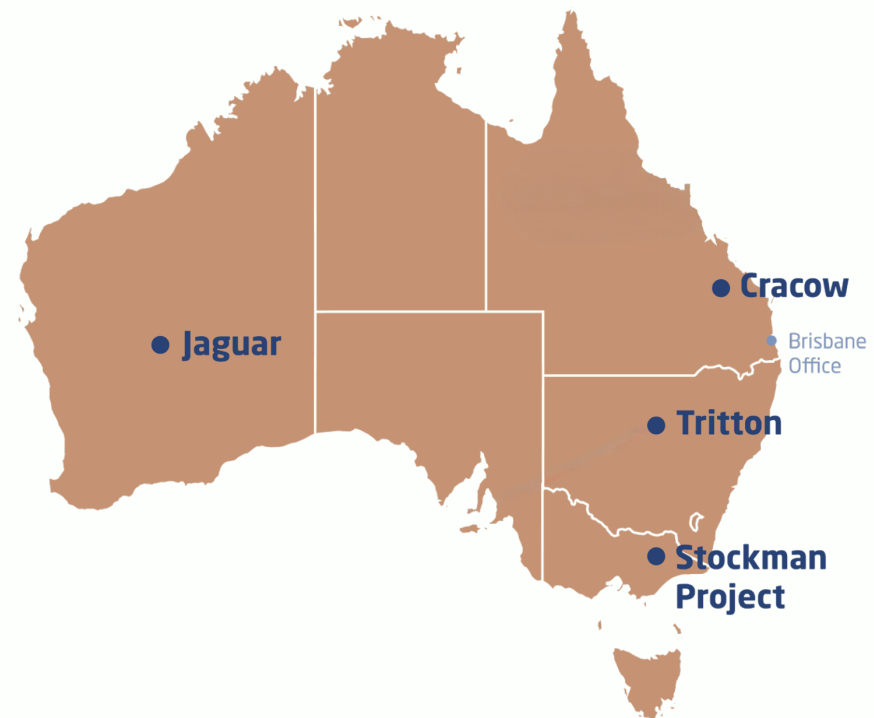 Cracow
Jaguar
Brisbane
Office
Tritton
Stockman
Project